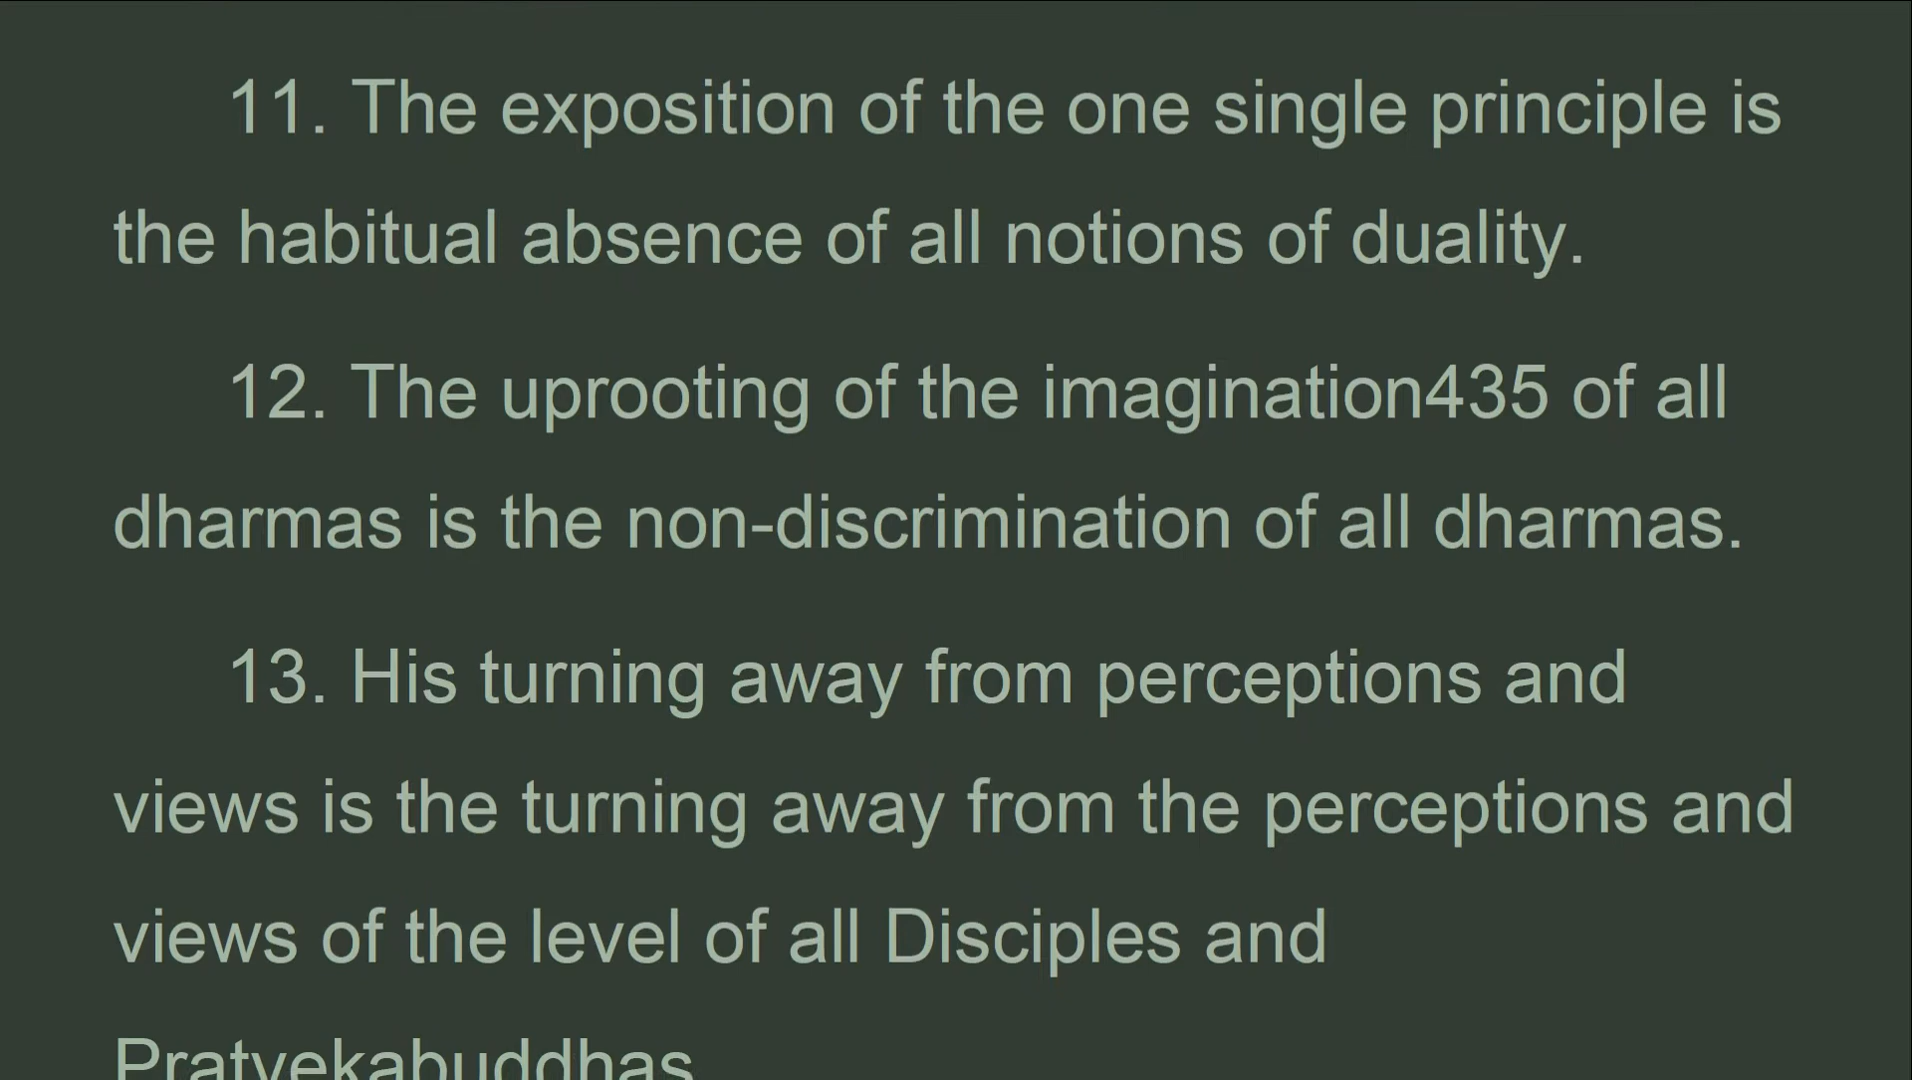 11. The exposition of the one single principle is
the habitual absence of all notions of duality.
12. The uprooting of the imagination435 of all
dharmas is the non-discrimination of all dharmas.
13. His turning away from perceptions and
views is the turning away from the perceptions and
views of the level of all Disciples and
Pratyekabuddhas